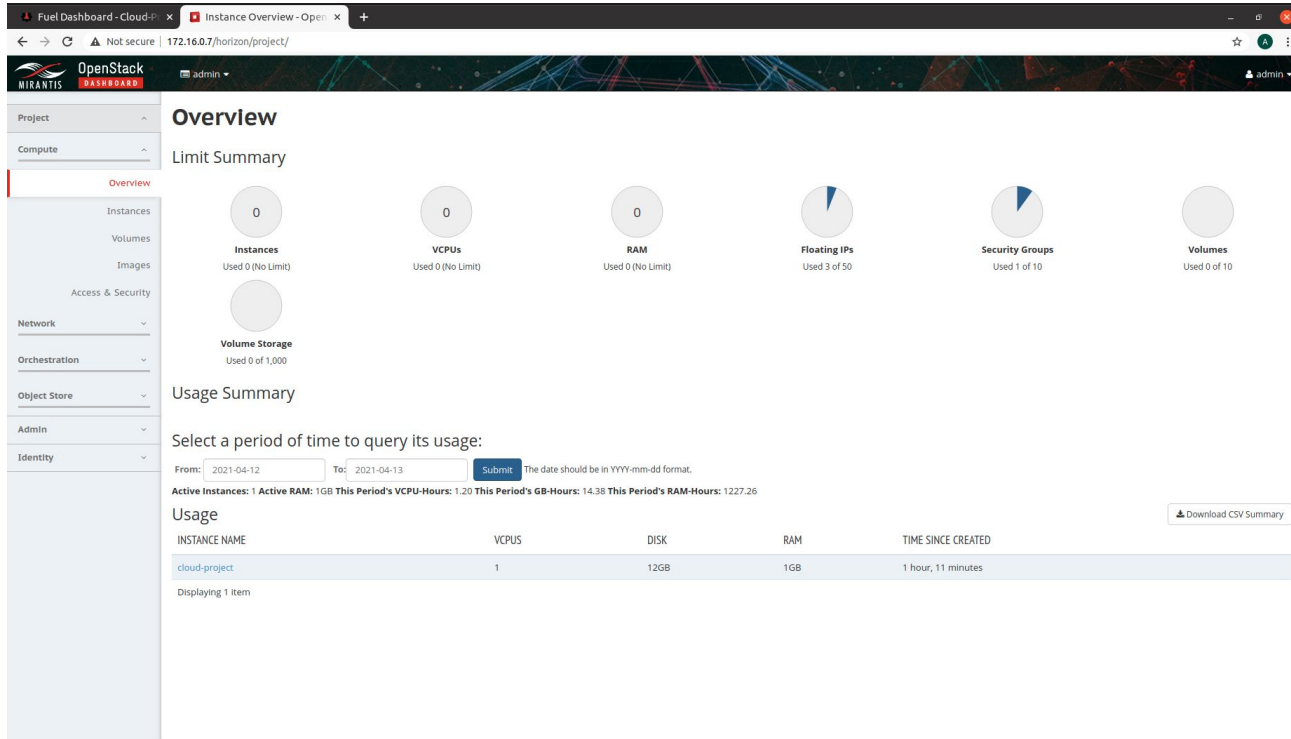 Fuel Dashboard - Cloud-P
Instance Overview - Open
Not secure | 172.16.0.7/horizon/project/
A
MIRANTIS
OpenStack
DASHBOARD
admin
admin
Project
Compute
Overview
Instances
Volumes
Images
Access & Security
Network
Orchestration
Object Store
Admin
Identity
Overview
Limit Summary
0
0
0
Instances
VCPUs
RAM
Floating IPs
Security Groups
Volumes
Used 0 (No Limit)
Used 0 (No Limit)
Used 0 (No Limit)
Used 3 of 50
Used 1 of 10
Used 0 of 10
Volume Storage
Used 0 of 1,000
Usage Summary
Select a period of time to query its usage:
From: 2021-04-12 To: 2021-04-13 Submit The date should be in YYYY-mm-dd format.
Active Instances: 1 Active RAM: 1GB This Period's VCPU-Hours: 1.20 This Period's GB-Hours: 14.38 This Period's RAM-Hours: 1227.26
Usage
Download CSV Summary
INSTANCE NAME VCPUS DISK RAM TIME SINCE CREATED
cloud-project 1 12GB 1GB 1 hour, 11 minutes
Displaying 1 item